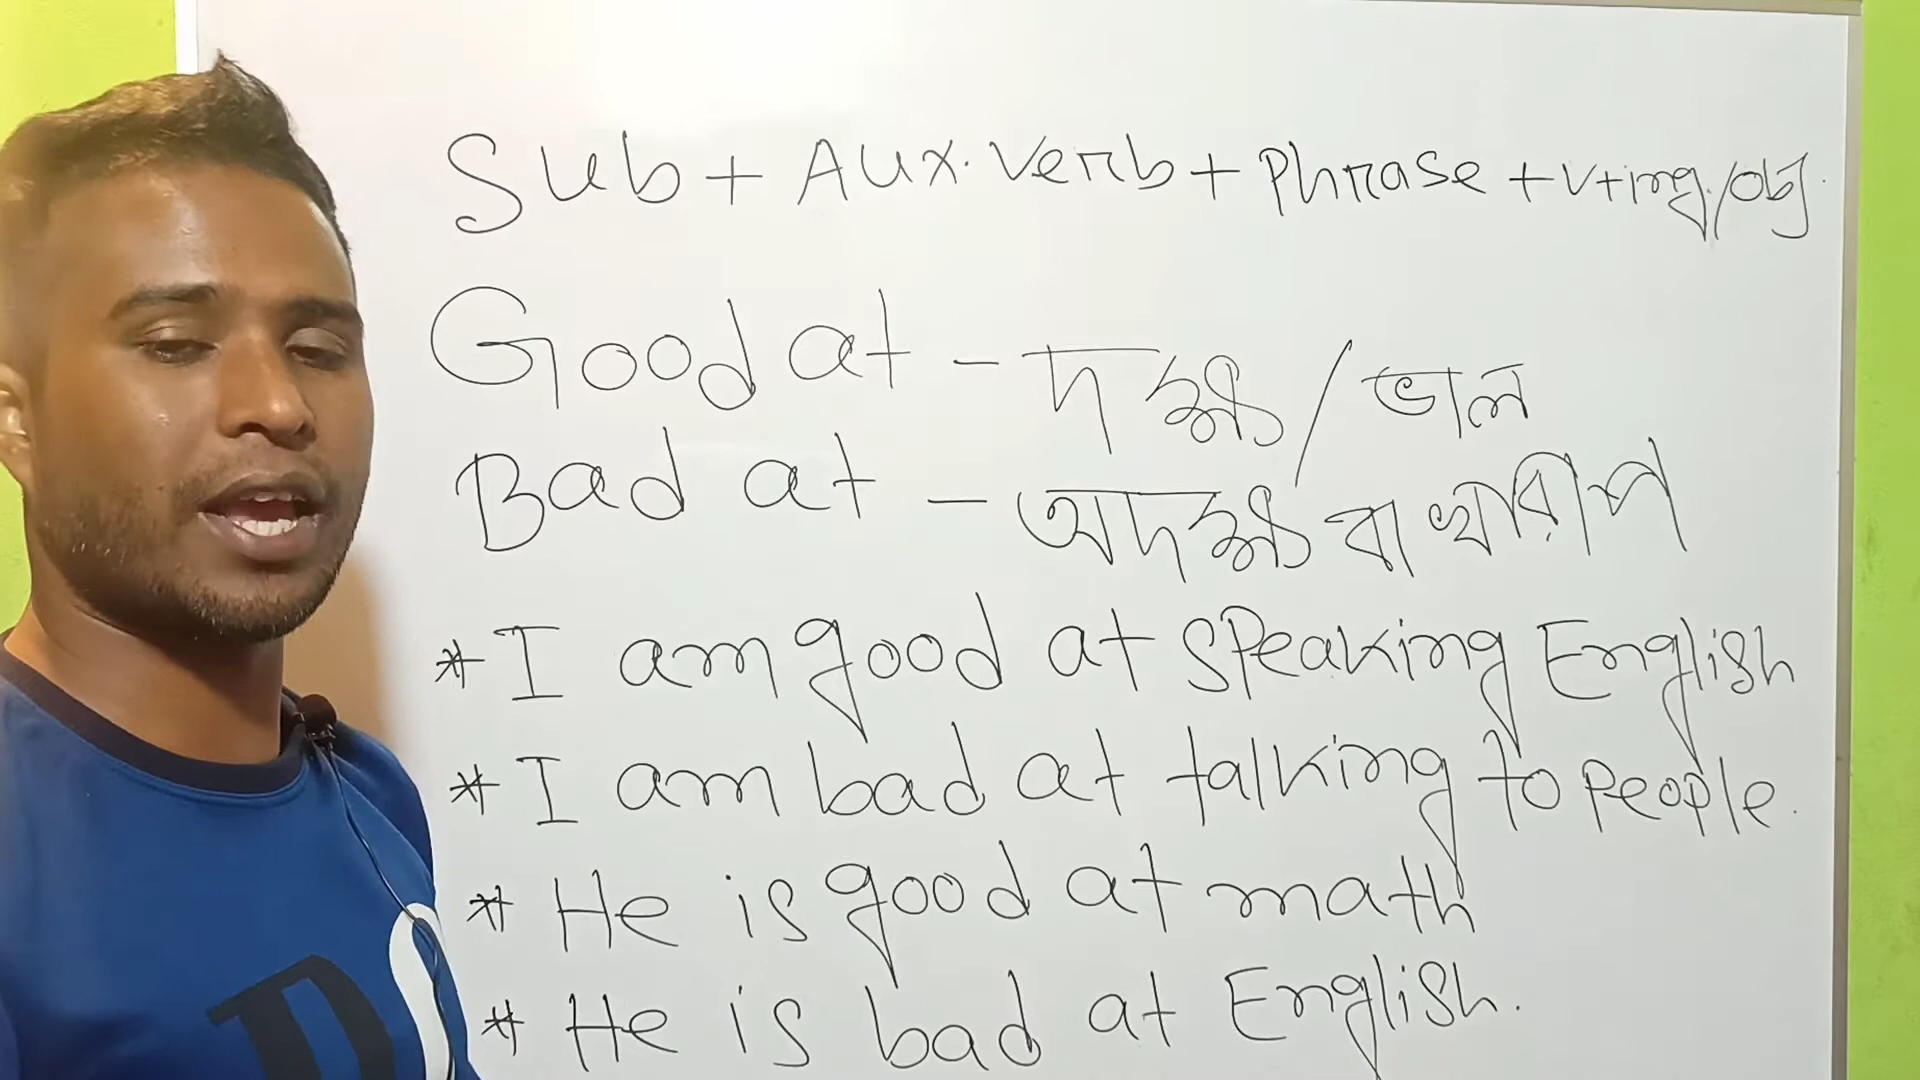 Sub + Aux. Verb + Phrase + V+ing/obj.
Good at - দক্ষ / ভাল
Bad at - অদক্ষ বা খারাপ
* I am good at speaking English
* I am bad at talking to people.
* He is good at math
* He is bad at English.